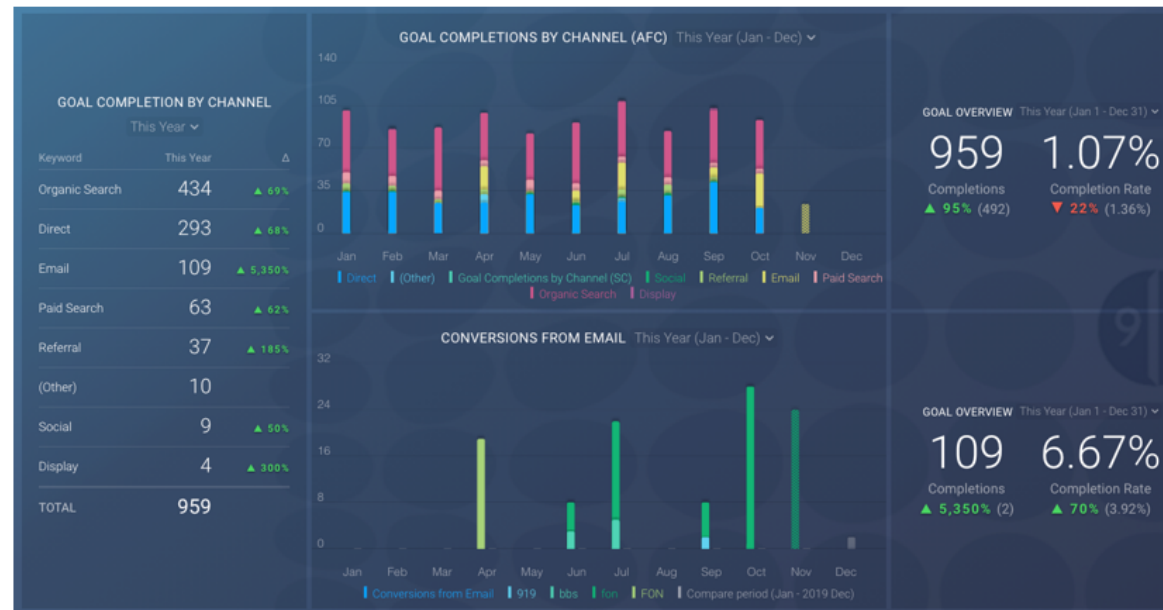 GOAL COMPLETION BY CHANNEL
This Year
Keyword This Year Δ
Organic Search 434 ▲ 69%
Direct 293 ▲ 68%
Email 109 ▲ 5,350%
Paid Search 63 ▲ 62%
Referral 37 ▲ 185%
(Other) 10
Social 9 ▲ 50%
Display 4 ▲ 300%
TOTAL 959
GOAL COMPLETIONS BY CHANNEL (AFC) This Year (Jan - Dec)
140
105
70
35
0
Jan Feb Mar Apr May Jun Jul Aug Sep Oct Nov Dec
Direct (Other) Goal Completions by Channel (SC) Social Referral Email Paid Search
Organic Search Display
CONVERSIONS FROM EMAIL This Year (Jan - Dec)
32
24
16
8
0
Jan Feb Mar Apr May Jun Jul Aug Sep Oct Nov Dec
Conversions from Email 919 bbs fon FON Compare period (Jan - 2019 Dec)
GOAL OVERVIEW This Year (Jan 1 - Dec 31)
959 1.07%
Completions Completion Rate
▲ 95% (492) ▼ 22% (1.36%)
9
GOAL OVERVIEW This Year (Jan 1 - Dec 31)
109 6.67%
Completions Completion Rate
▲ 5,350% (2) ▲ 70% (3.92%)